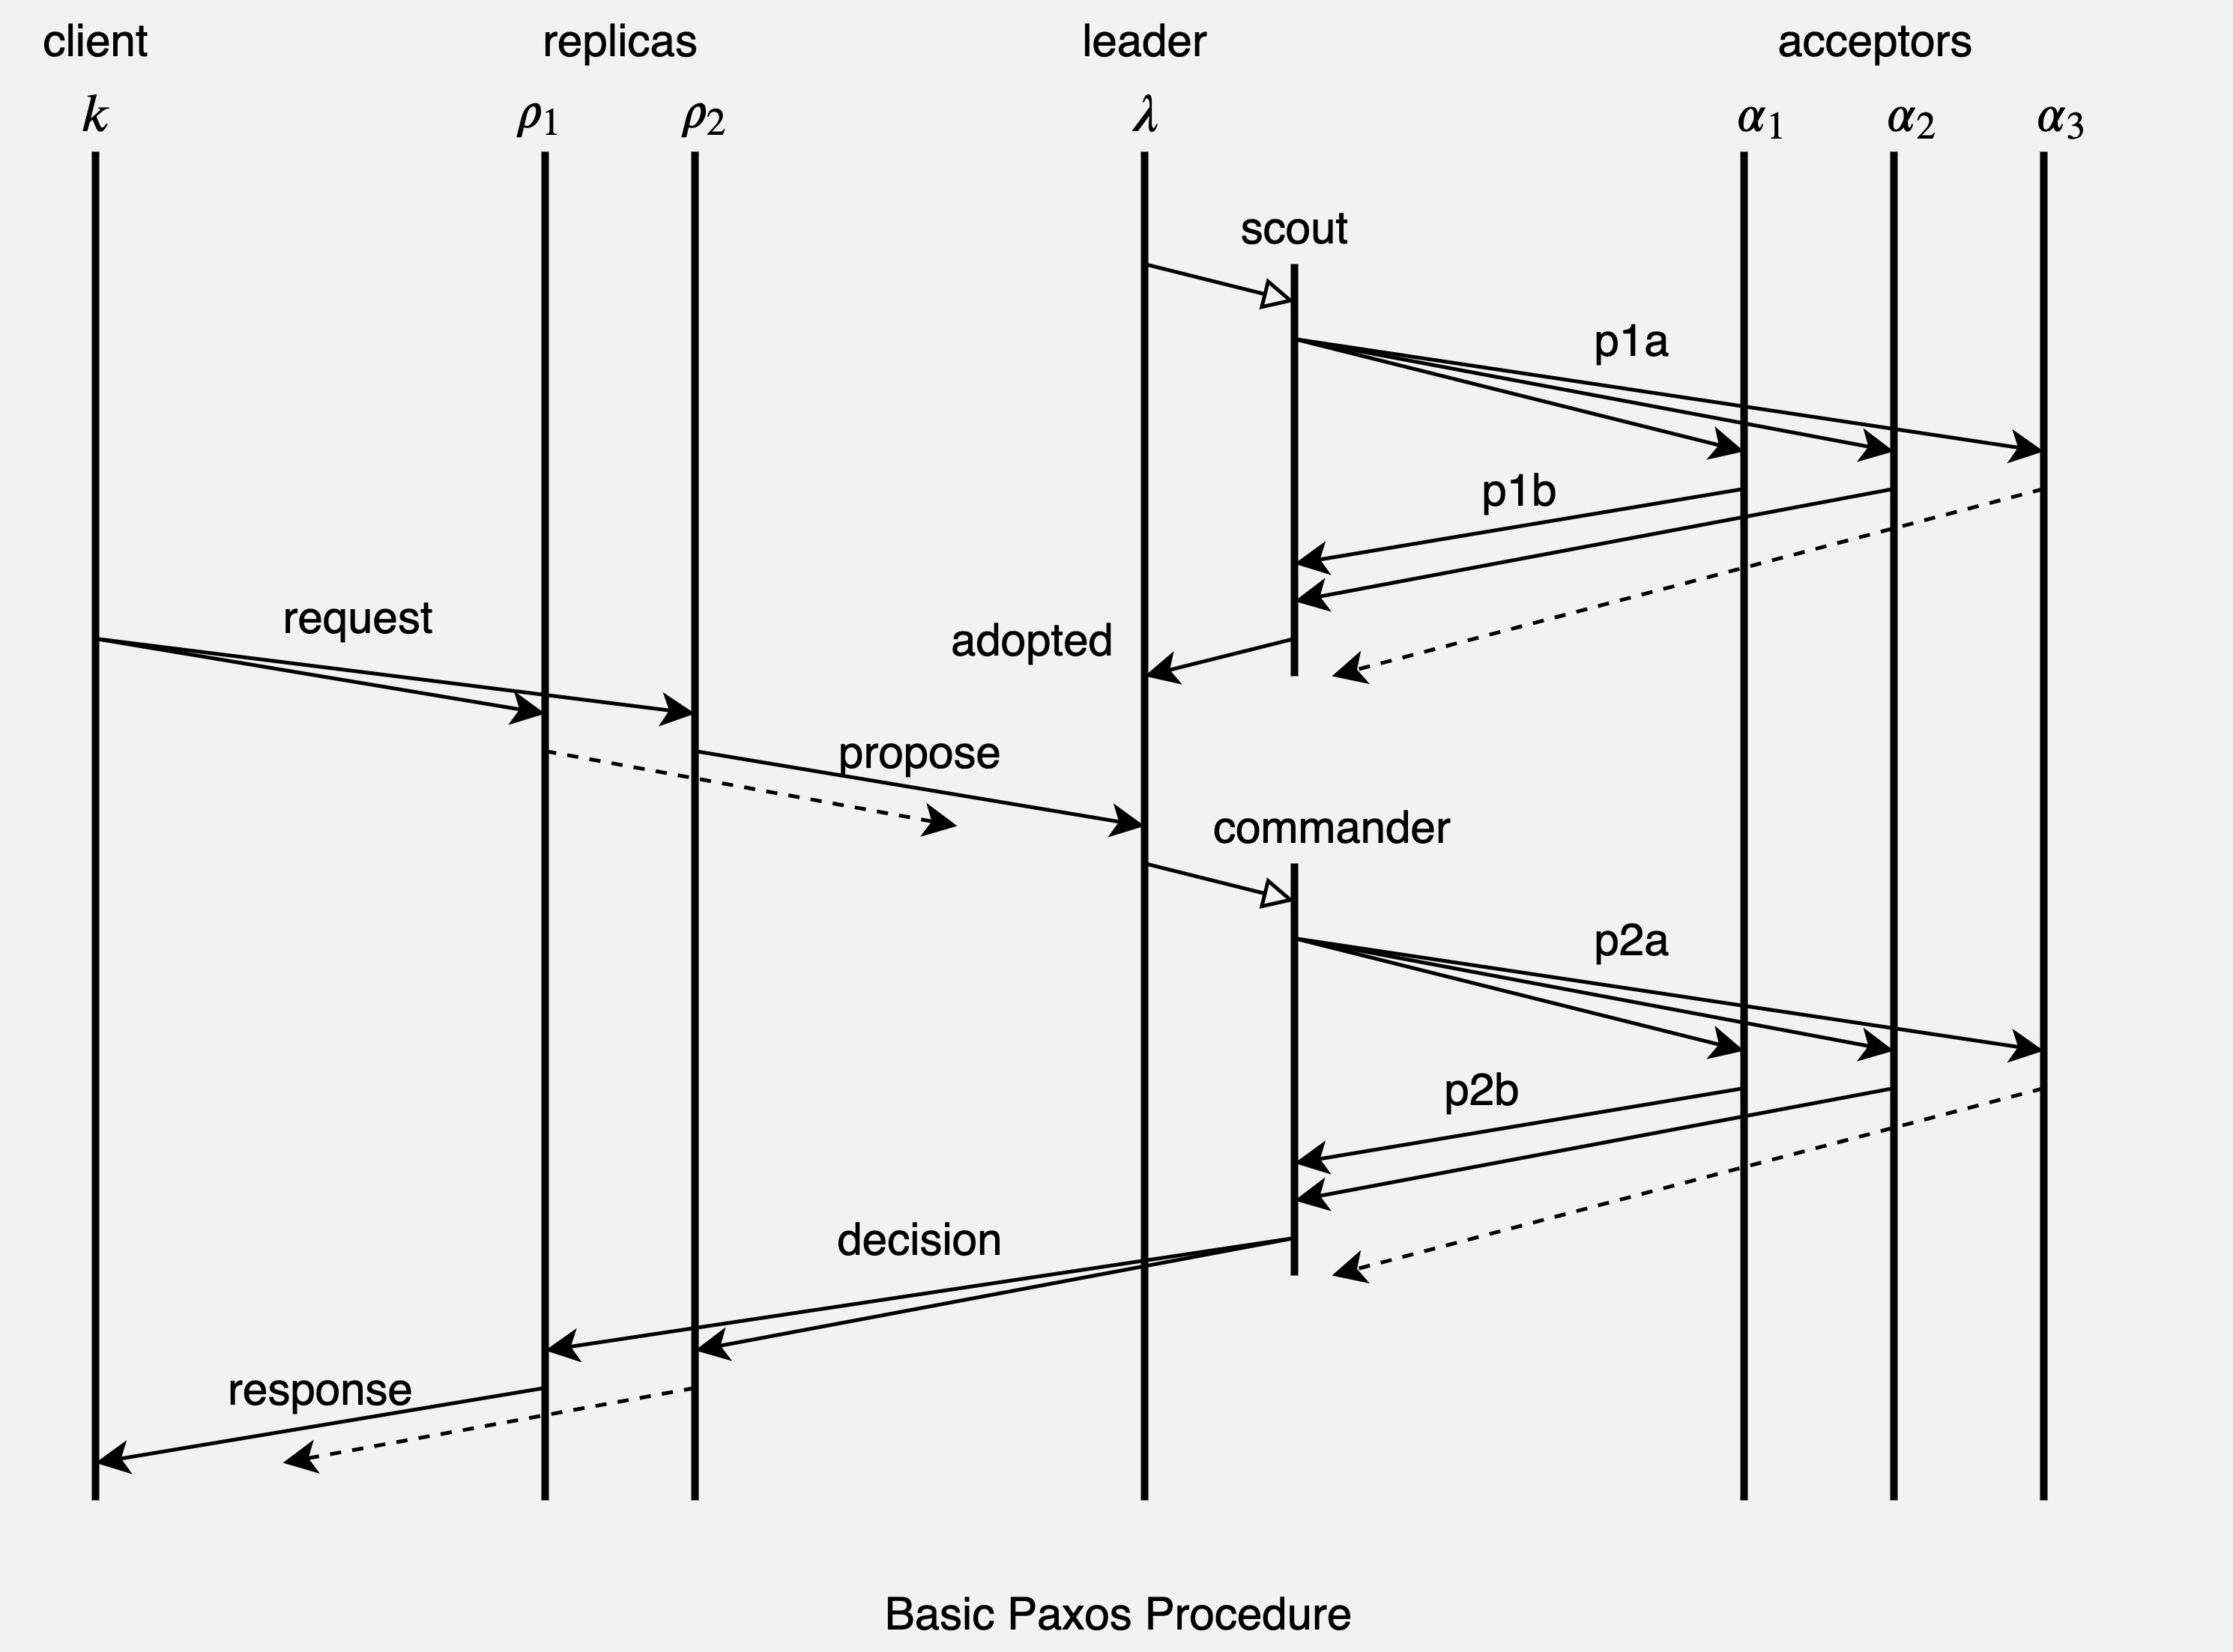 client replicas leader acceptors
k ρ1 ρ2 λ α1 α2 α3
scout
p1a
p1b
request
adopted
propose
commander
p2a
p2b
decision
response
Basic Paxos Procedure